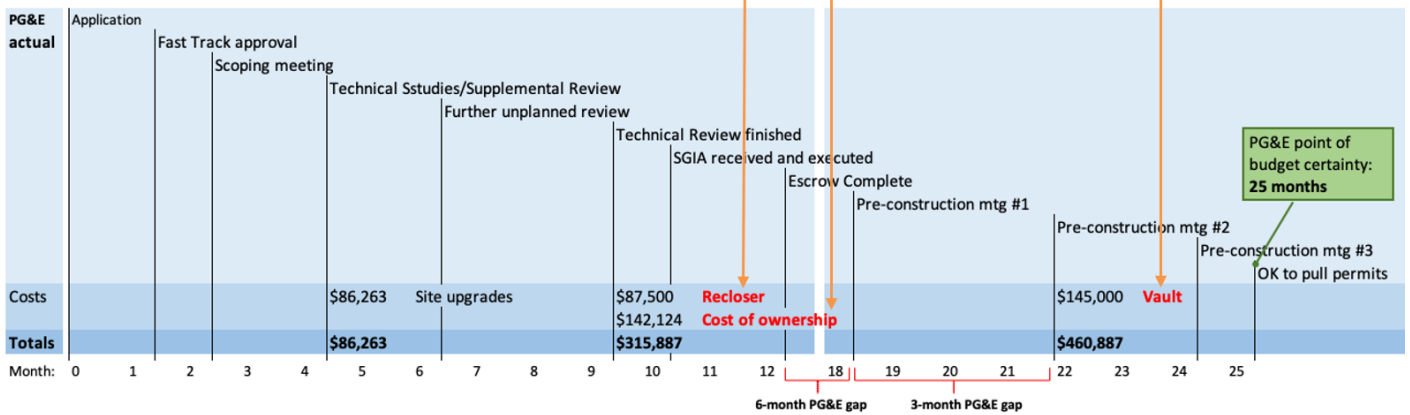 PG&E Application
actual Fast Track approval
Scoping meeting
Technical Sstudies/Supplemental Review
Further unplanned review
Technical Review finished
SGIA received and executed
Escrow Complete
Pre-construction mtg #1
Pre-construction mtg #2
Pre-construction mtg #3
OK to pull permits
PG&E point of
budget certainty:
25 months
Costs $86,263 Site upgrades $87,500 Recloser $145,000 Vault
$142,124 Cost of ownership
Totals $86,263 $315,887 $460,887
Month: 0 1 2 3 4 5 6 7 8 9 10 11 12 18 19 20 21 22 23 24 25
6-month PG&E gap 3-month PG&E gap